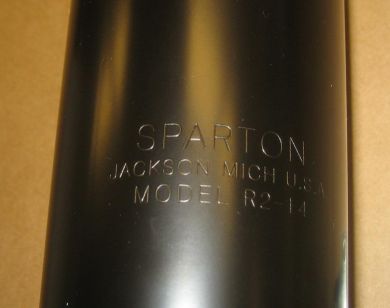 SPARTON
JACKSON MICH U.S.A
MODEL R2-14